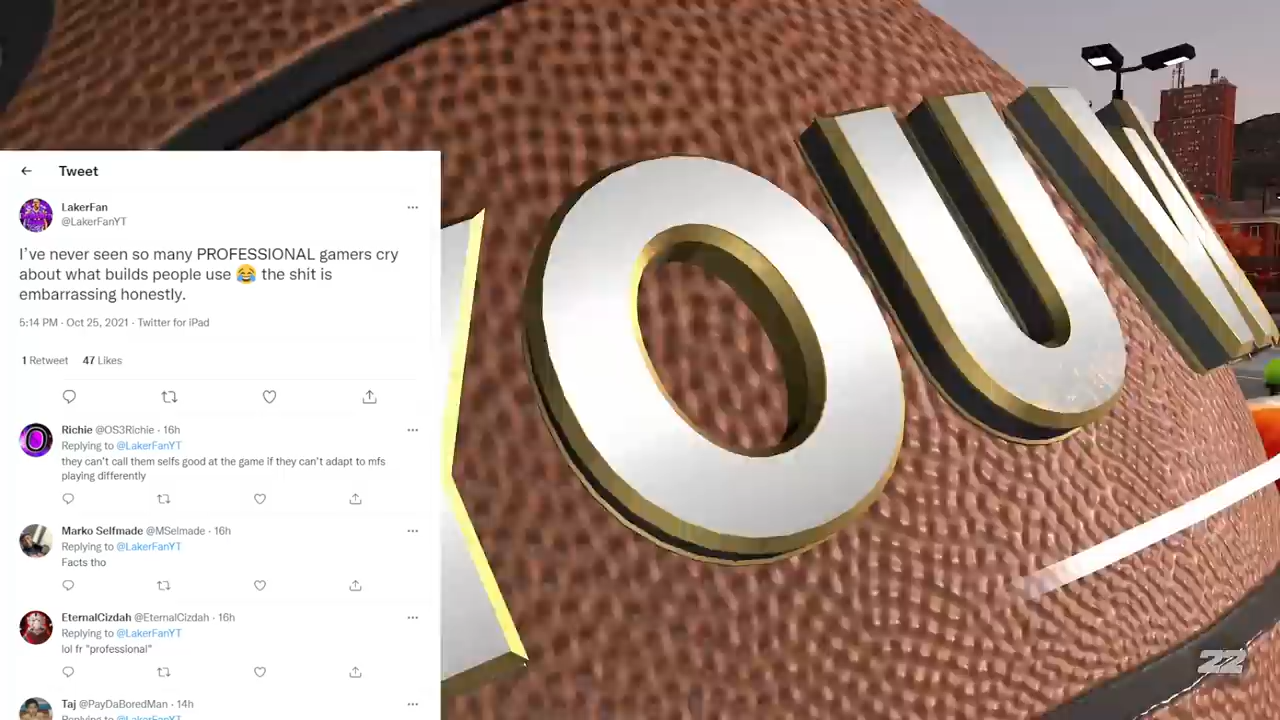 Tweet
LakerFan
@LakerFanYT
I've never seen so many PROFESSIONAL gamers cry
about what builds people use 😂 the shit is
embarrassing honestly.
5:14 PM · Oct 25, 2021 · Twitter for iPad
1 Retweet 47 Likes
Richie @OS3Richie · 16h
Replying to @LakerFanYT
they can't call them selfs good at the game if they can't adapt to mfs
playing differently
Marko Selfmade @MSelmade · 16h
Replying to @LakerFanYT
Facts tho
EternalCizdah @EternalCizdah · 16h
Replying to @LakerFanYT
lol fr "professional"
Taj @PayDaBoredMan · 14h
Replying to @LakerFanYT
OU
22